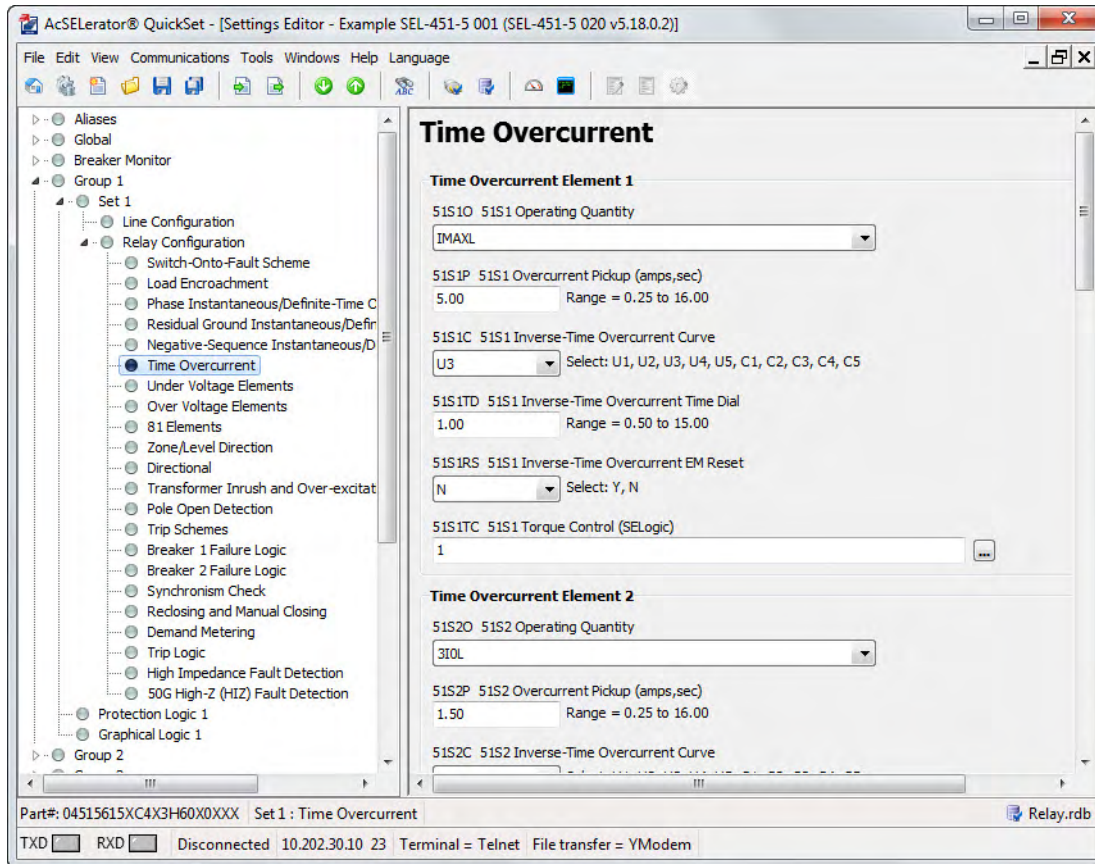 AcSELerator® QuickSet - [Settings Editor - Example SEL-451-5 001 (SEL-451-5 020 v5.18.0.2)]
File Edit View Communications Tools Windows Help Language
Aliases
Global
Breaker Monitor
Group 1
Set 1
Line Configuration
Relay Configuration
Switch-Onto-Fault Scheme
Load Encroachment
Phase Instantaneous/Definite-Time O
Residual Ground Instantaneous/Defin
Negative-Sequence Instantaneous/D
Time Overcurrent
Under Voltage Elements
Over Voltage Elements
81 Elements
Zone/Level Direction
Directional
Transformer Inrush and Over-excitat
Pole Open Detection
Trip Schemes
Breaker 1 Failure Logic
Breaker 2 Failure Logic
Synchronism Check
Reclosing and Manual Closing
Demand Metering
Trip Logic
High Impedance Fault Detection
50G High-Z (HIZ) Fault Detection
Protection Logic 1
Graphical Logic 1
Group 2
Time Overcurrent
Time Overcurrent Element 1
51S1O 51S1 Operating Quantity
IMAXL
51S1P 51S1 Overcurrent Pickup (amps,sec)
5.00 Range = 0.25 to 16.00
51S1C 51S1 Inverse-Time Overcurrent Curve
U3 Select: U1, U2, U3, U4, U5, C1, C2, C3, C4, C5
51S1TD 51S1 Inverse-Time Overcurrent Time Dial
1.00 Range = 0.50 to 15.00
51S1RS 51S1 Inverse-Time Overcurrent EM Reset
N Select: Y, N
51S1TC 51S1 Torque Control (SELogic)
1
...
Time Overcurrent Element 2
51S2O 51S2 Operating Quantity
3I0L
51S2P 51S2 Overcurrent Pickup (amps,sec)
1.50 Range = 0.25 to 16.00
51S2C 51S2 Inverse-Time Overcurrent Curve
Part#: 04515615XC4X3H60X0XXX Set 1 : Time Overcurrent Relay.rdb
TXD RXD Disconnected 10.202.30.10 23 Terminal = Telnet File transfer = YModem